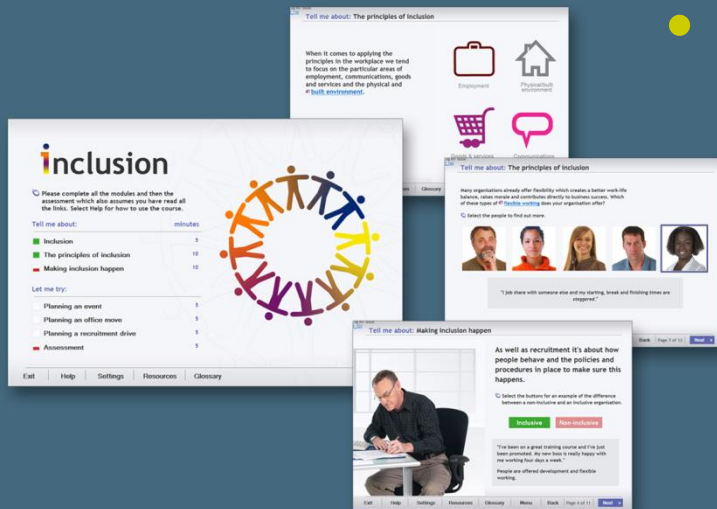 Tell me about: The principles of inclusion
When it comes to applying the
principles in the workplace we tend
to focus on the particular areas of
employment, communications, goods
and services and the physical and
built environment.
Employment
Physical/built
environment
Goods & services
Communications
Glossary
inclusion
Please complete all the modules and then the
assessment which also assumes you have read all
the links. Select Help for how to use the course.
Tell me about:
minutes
Inclusion
5
The principles of inclusion
10
Making inclusion happen
10
Let me try:
Planning an event
5
Planning an office move
5
Planning a recruitment drive
5
Assessment
5
Exit
Help
Settings
Resources
Glossary
Tell me about: The principles of inclusion
Many organisations already offer flexibility which creates a better work-life
balance, raises morale and contributes directly to business success. Which
of these types of flexible working does your organisation offer?
Select the people to find out more.
"I job share with someone else and my starting, break and finishing times are
staggered."
Back
Page 7 of 13
Next
Tell me about: Making inclusion happen
As well as recruitment it's about how
people behave and the policies and
procedures in place to make sure this
happens.
Select the buttons for an example of the difference
between a non-inclusive and an inclusive organisation.
Inclusive
Non-inclusive
"I've been on a great training course and I've just
been promoted. My new boss is really happy with
me working four days a week."
People are offered development and flexible
working.
Exit
Help
Settings
Resources
Glossary
Menu
Back
Next